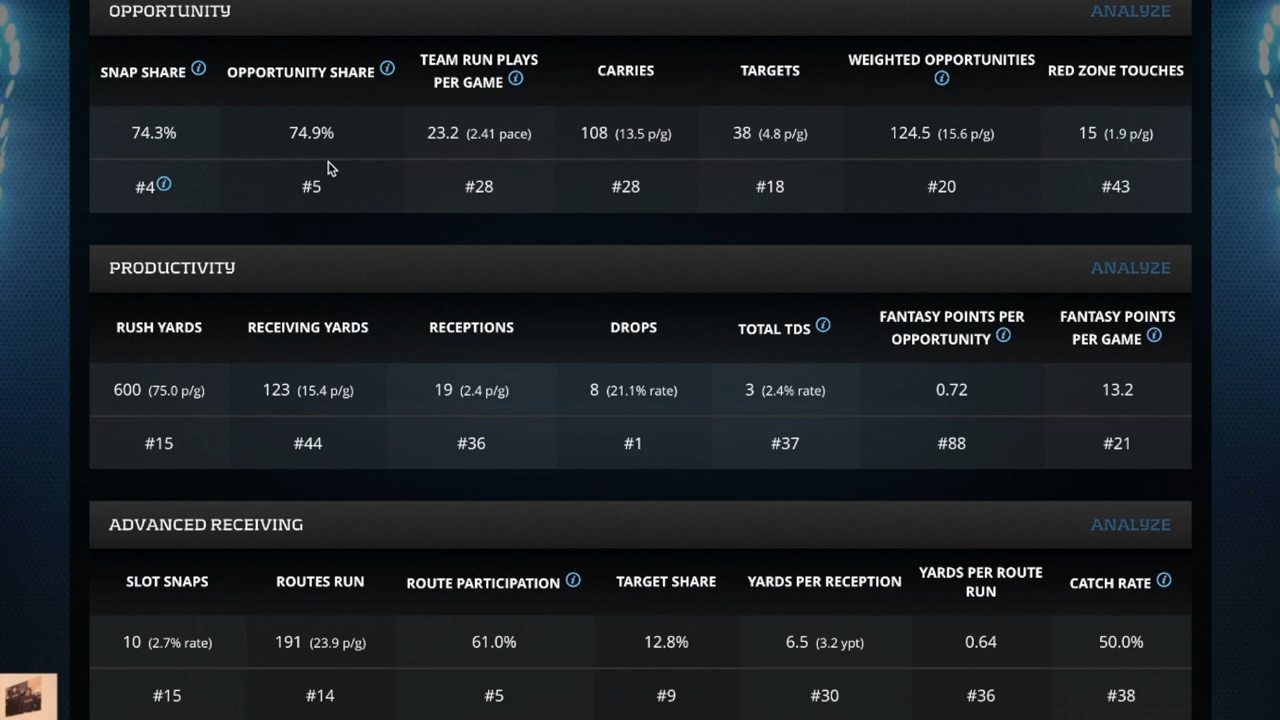 OPPORTUNITY ANALYZE
SNAP SHARE OPPORTUNITY SHARE TEAM RUN PLAYS PER GAME CARRIES TARGETS WEIGHTED OPPORTUNITIES RED ZONE TOUCHES
74.3% 74.9% 23.2 (2.41 pace) 108 (13.5 p/g) 38 (4.8 p/g) 124.5 (15.6 p/g) 15 (1.9 p/g)
#4 #5 #28 #28 #18 #20 #43
PRODUCTIVITY ANALYZE
RUSH YARDS RECEIVING YARDS RECEPTIONS DROPS TOTAL TDS FANTASY POINTS PER OPPORTUNITY FANTASY POINTS PER GAME
600 (75.0 p/g) 123 (15.4 p/g) 19 (2.4 p/g) 8 (21.1% rate) 3 (2.4% rate) 0.72 13.2
#15 #44 #36 #1 #37 #88 #21
ADVANCED RECEIVING ANALYZE
SLOT SNAPS ROUTES RUN ROUTE PARTICIPATION TARGET SHARE YARDS PER RECEPTION YARDS PER ROUTE RUN CATCH RATE
10 (2.7% rate) 191 (23.9 p/g) 61.0% 12.8% 6.5 (3.2 ypt) 0.64 50.0%
#15 #14 #5 #9 #30 #36 #38